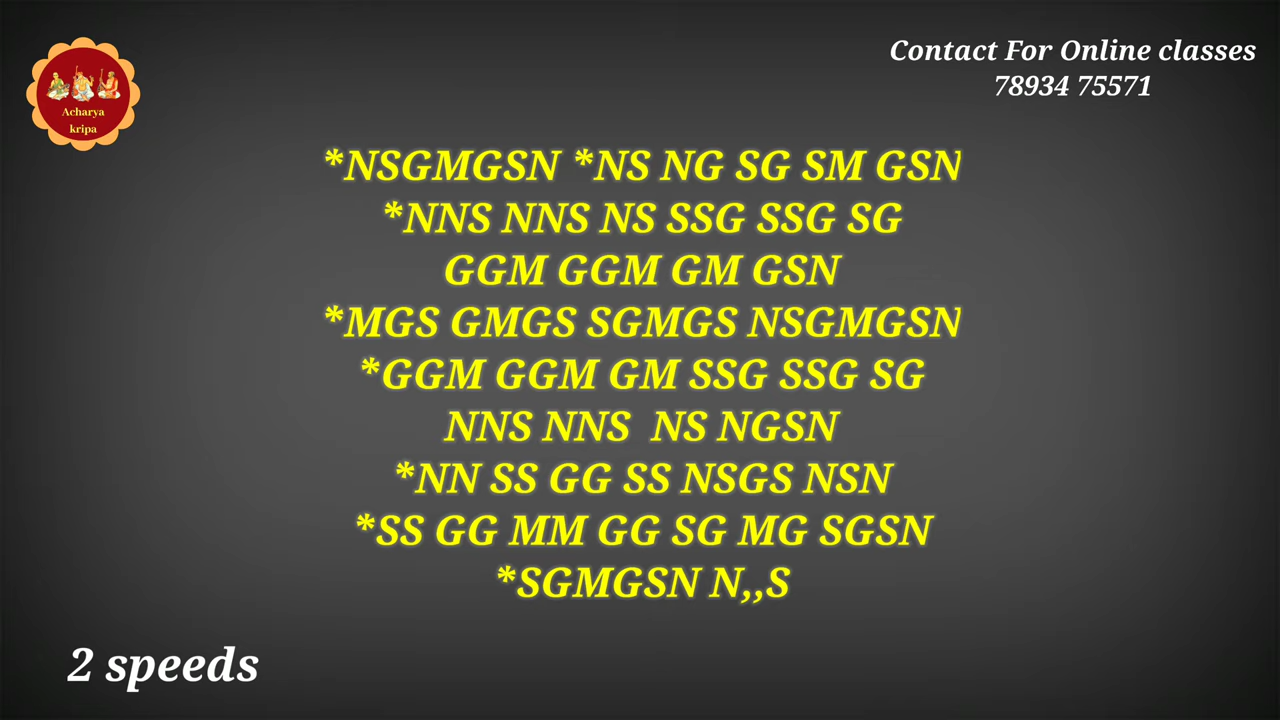 Contact For Online classes
78934 75571
Acharya
kripa
*NSGMGSN *NS NG SG SM GSN
*NNS NNS NS SSG SSG SG
GGM GGM GM GSN
*MGS GMGS SGMGS NSGMGSN
*GGM GGM GM SSG SSG SG
NNS NNS  NS NGSN
*NN SS GG SS NSGS NSN
*SS GG MM GG SG MG SGSN
*SGMGSN N,,S
2 speeds